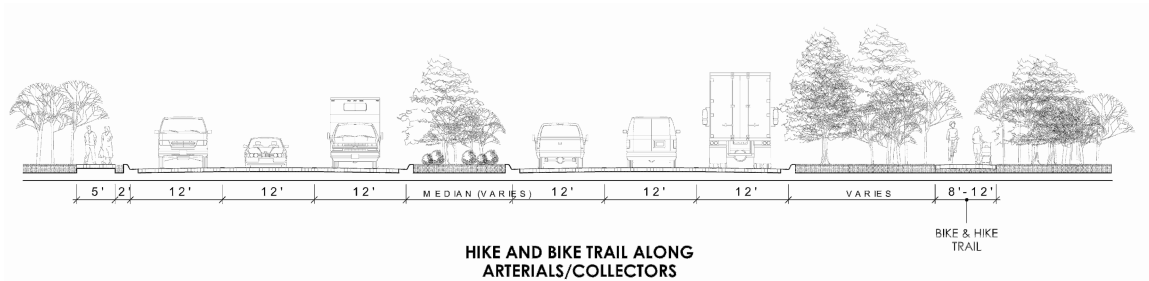 5' 2' 12' 12' 12' MEDIAN (VARIES) 12' 12' 12' VARIES 8'-12'
BIKE & HIKE
TRAIL
HIKE AND BIKE TRAIL ALONG
ARTERIALS/COLLECTORS